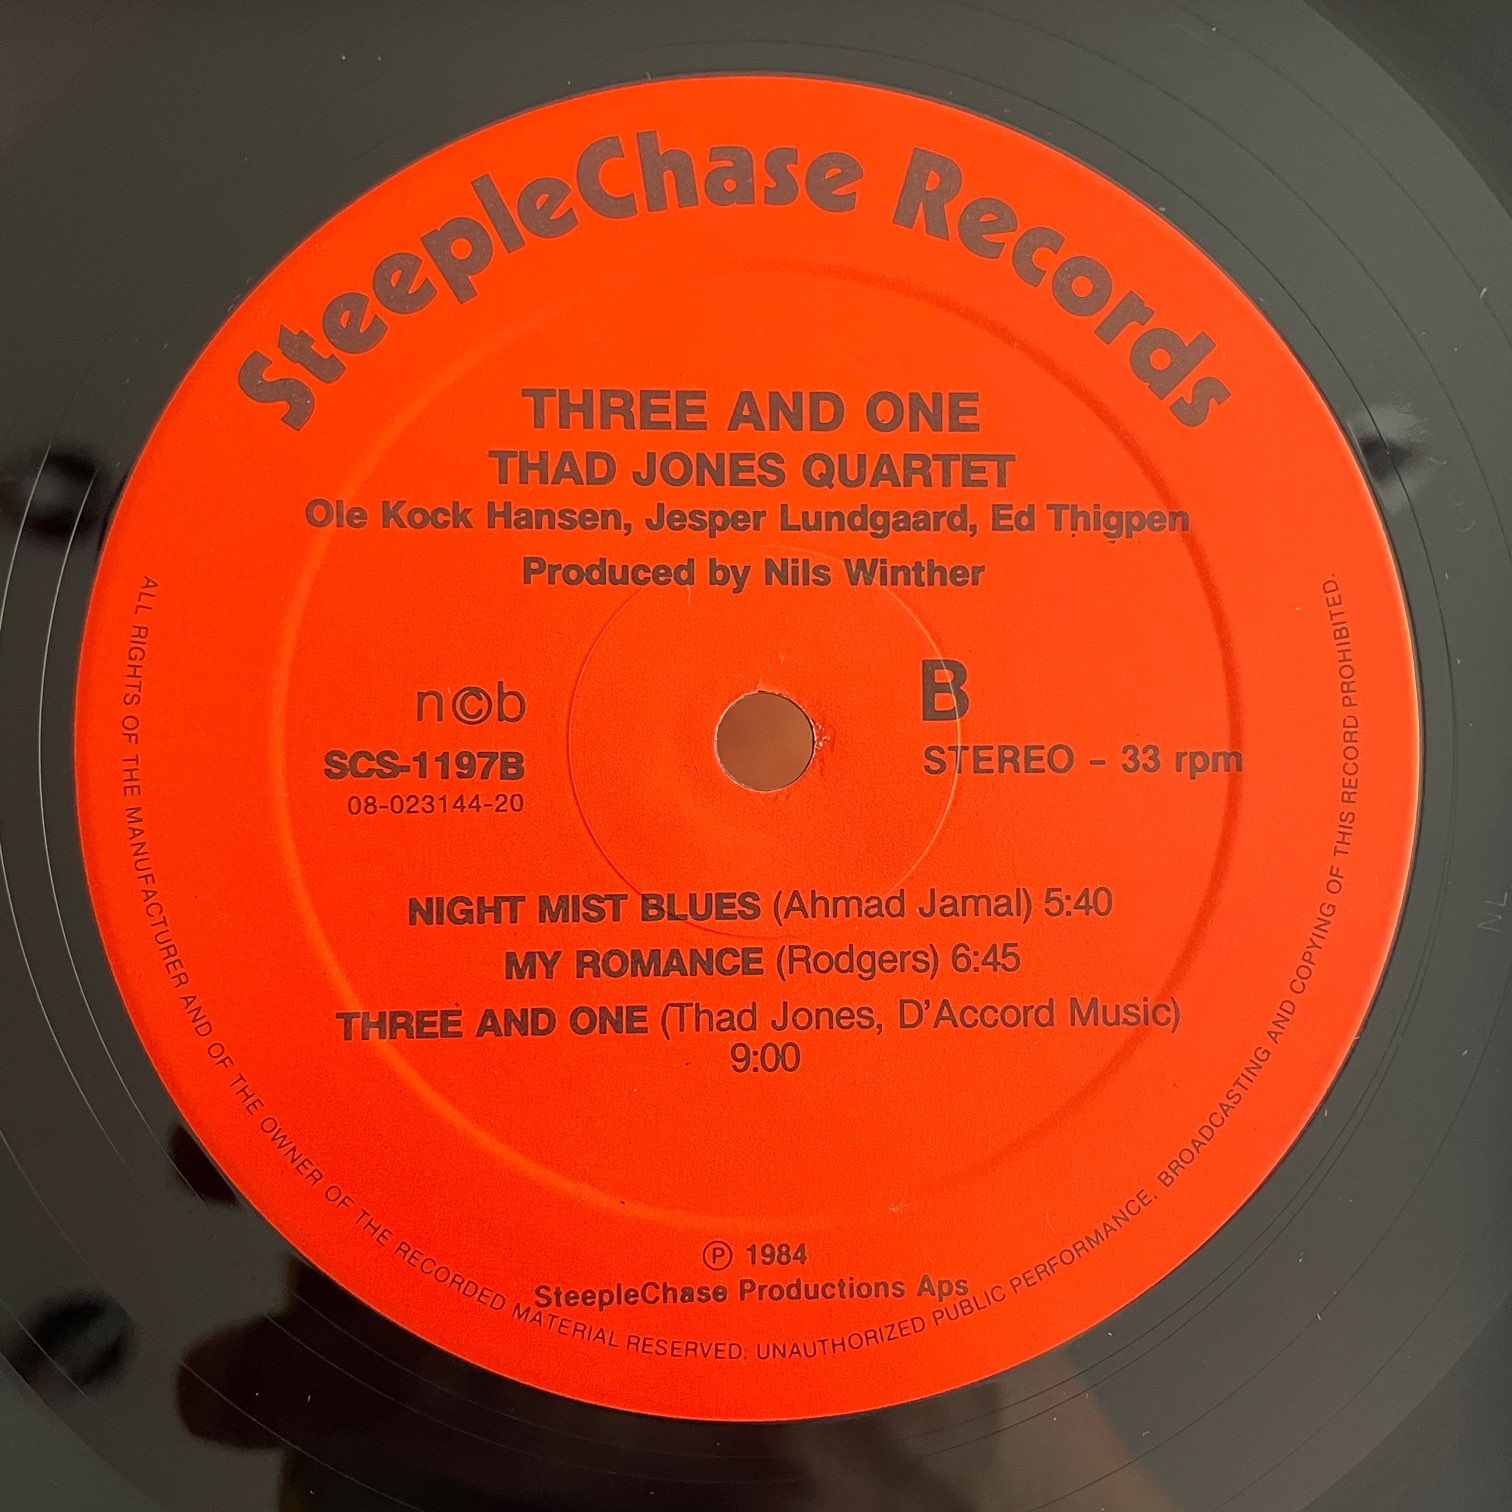 SteepleChase Records
THREE AND ONE
THAD JONES QUARTET
Ole Kock Hansen, Jesper Lundgaard, Ed Thigpen
Produced by Nils Winther
n©b
SCS-1197B
08-023144-20
B
STEREO - 33 rpm
NIGHT MIST BLUES (Ahmad Jamal) 5:40
MY ROMANCE (Rodgers) 6:45
THREE AND ONE (Thad Jones, D'Accord Music)
9:00
℗ 1984
SteepleChase Productions Aps
ALL RIGHTS OF THE MANUFACTURER AND OF THE OWNER OF THE RECORDED MATERIAL RESERVED. UNAUTHORIZED PUBLIC PERFORMANCE, BROADCASTING AND COPYING OF THIS RECORD PROHIBITED.